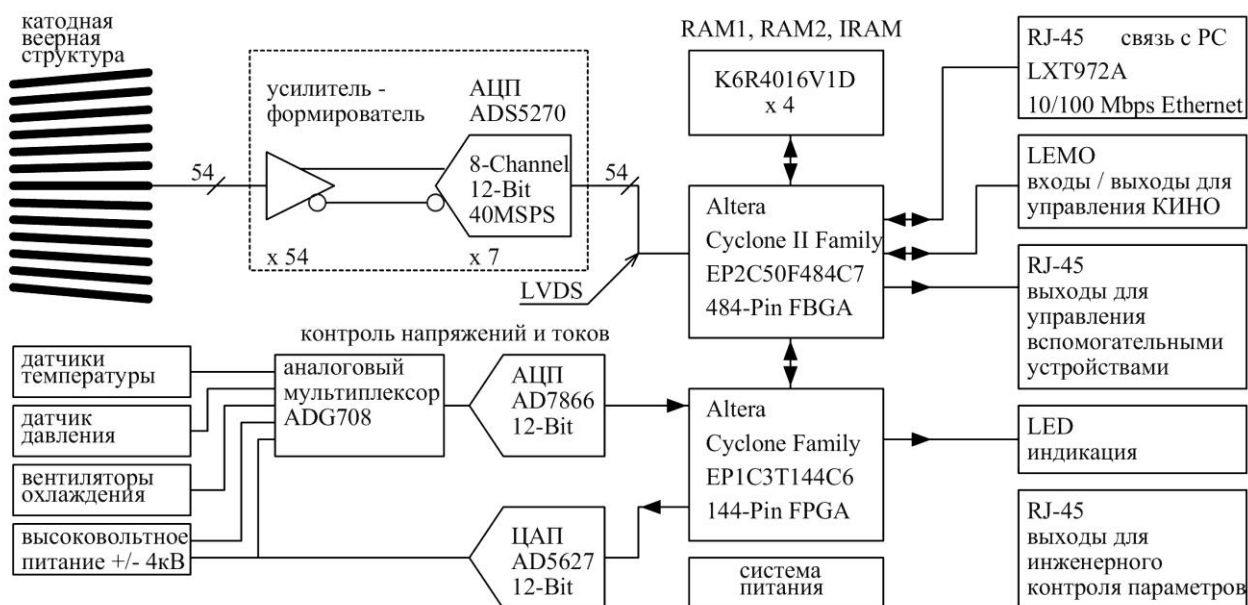 катодная
веерная
структура
54
усилитель -
формирователь
x 54
АЦП
ADS5270
8-Channel
12-Bit
40MSPS
x 7
54
LVDS
RAM1, RAM2, IRAM
K6R4016V1D
x 4
Altera
Cyclone II Family
EP2C50F484C7
484-Pin FBGA
RJ-45 связь с PC
LXT972A
10/100 Mbps Ethernet
LEMO
входы / выходы для
управления КИНО
RJ-45
выходы для
управления
вспомогательными
устройствами
контроль напряжений и токов
датчики
температуры
датчик
давления
вентиляторы
охлаждения
высоковольтное
питание +/- 4кВ
аналоговый
мультиплексор
ADG708
АЦП
AD7866
12-Bit
ЦАП
AD5627
12-Bit
Altera
Cyclone Family
EP1C3T144C6
144-Pin FPGA
система
питания
LED
индикация
RJ-45
выходы для
инженерного
контроля параметров